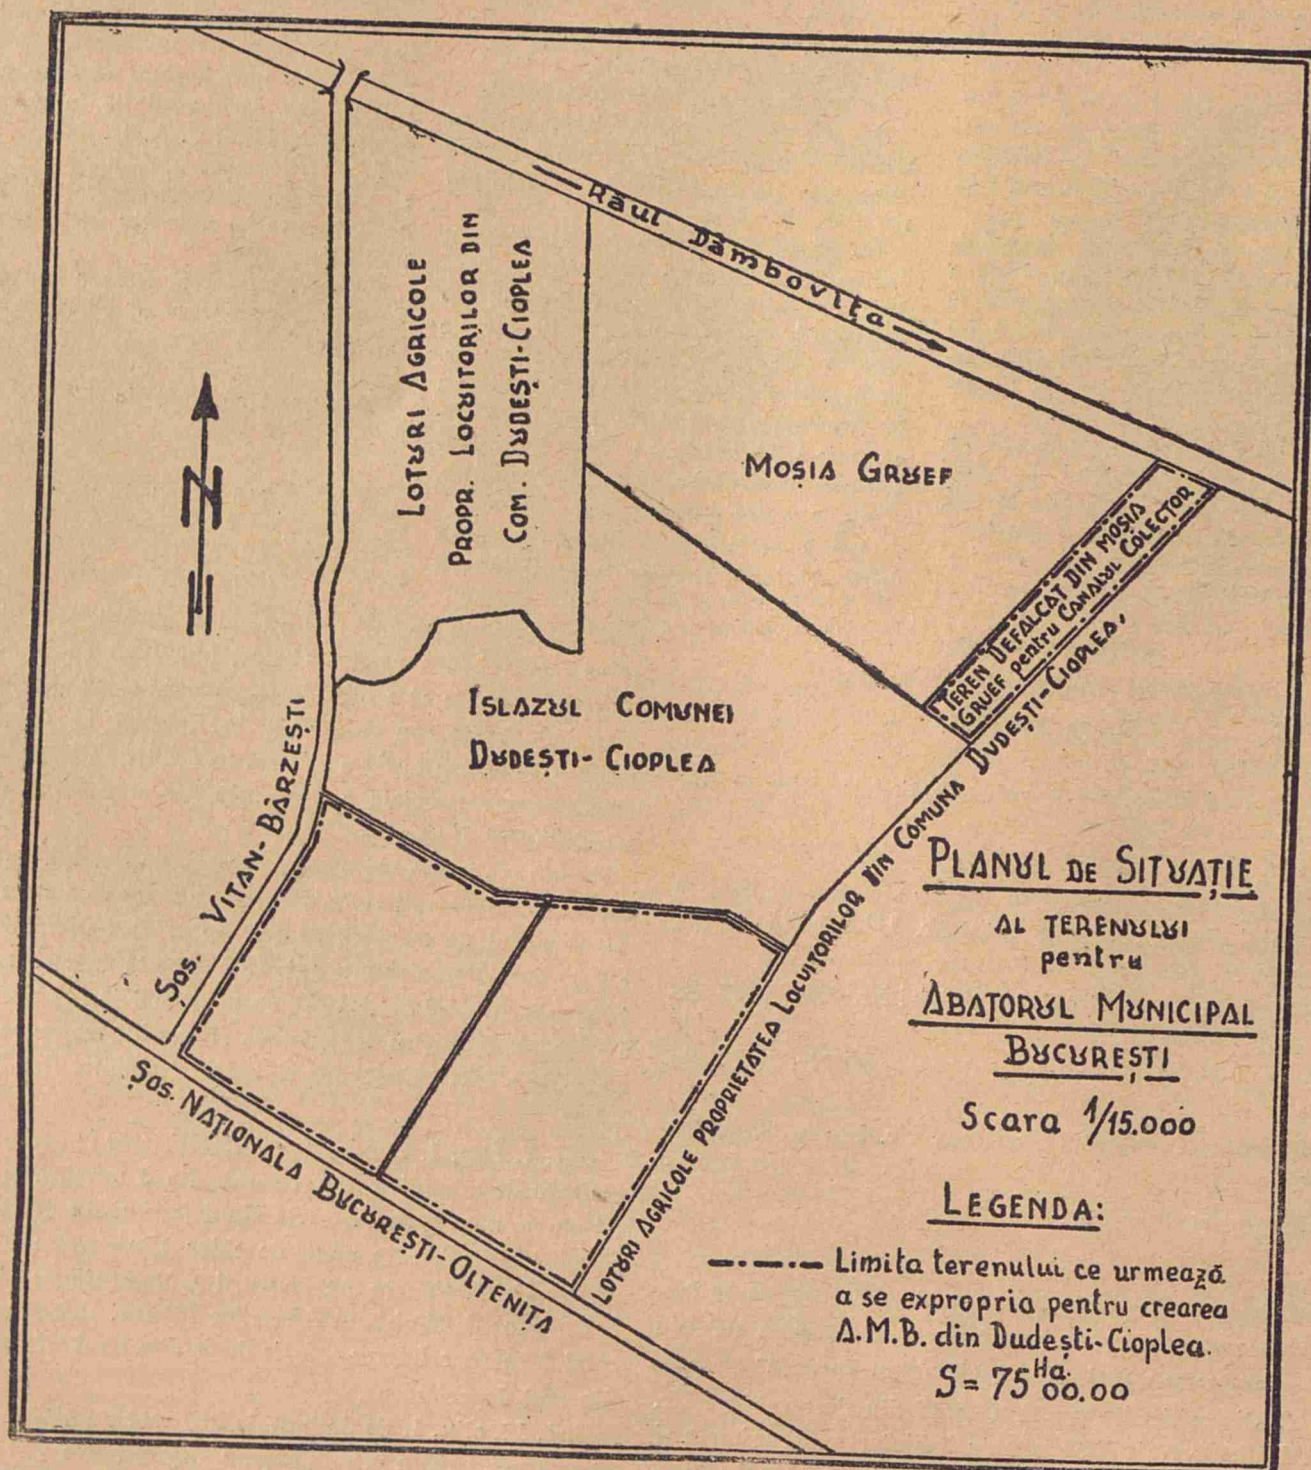 Râul Dâmbovița
LOTURI AGRICOLE
PROPR. LOCUITORILOR DIN
COM. DUDEȘTI-CIOPLEA
N
MOȘIA GRUEF
TEREN DEFALCAT DIN MOȘIA
GRUEF pentru CANALUL COLECTOR
ISLAZUL COMUNEI
DUDEȘTI-CIOPLEA
ȘOS. VITAN-BÂRZEȘTI
ȘOS. NAȚIONALA BUCUREȘTI-OLTENIȚA
LOTURI AGRICOLE PROPRIETATEA LOCUITORILOR DIN COMUNA DUDEȘTI-CIOPLEA,
PLANUL DE SITUAȚIE
AL TERENULUI
pentru
ABATORUL MUNICIPAL
BUCUREȘTI
Scara 1/15.000
LEGENDA:
Limita terenului ce urmează
a se expropria pentru crearea
A.M.B. din Dudești-Cioplea.
S = 75 Ha. 00.00